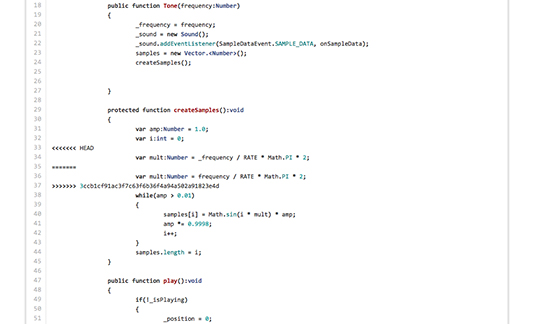 18 public function Tone(frequency:Number)
19 {
20 _frequency = frequency;
21 _sound = new Sound();
22 _sound.addEventListener(SampleDataEvent.SAMPLE_DATA, onSampleData);
23 samples = new Vector.<Number>();
24 createSamples();
25
26
27 }
28
29 protected function createSamples():void
30 {
31 var amp:Number = 1.0;
32 var i:int = 0;
33 <<<<<<< HEAD
34 var mult:Number = _frequency / RATE * Math.PI * 2;
35 =======
36 var mult:Number = frequency / RATE * Math.PI * 2;
37 >>>>>>> 3ccb1cf91ac3f7c63f6b36f4a94a502a91823e4d
38 while(amp > 0.01)
39 {
40 samples[i] = Math.sin(i * mult) * amp;
41 amp *= 0.9998;
42 i++;
43 }
44 samples.length = i;
45 }
46
47 public function play():void
48 {
49 if(!_isPlaying)
50 {
51 _position = 0;